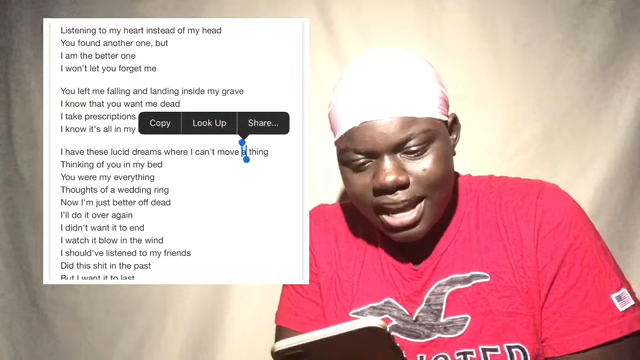 Listening to my heart instead of my head
You found another one, but
I am the better one
I won't let you forget me
You left me falling and landing inside my grave
I know that you want me dead
I take prescriptions
Copy Look Up Share...
I know it's all in my
I have these lucid dreams where I can't move a thing
Thinking of you in my bed
You were my everything
Thoughts of a wedding ring
Now I'm just better off dead
I'll do it over again
I didn't want it to end
I watch it blow in the wind
I should've listened to my friends
Did this shit in the past
But I want it to last